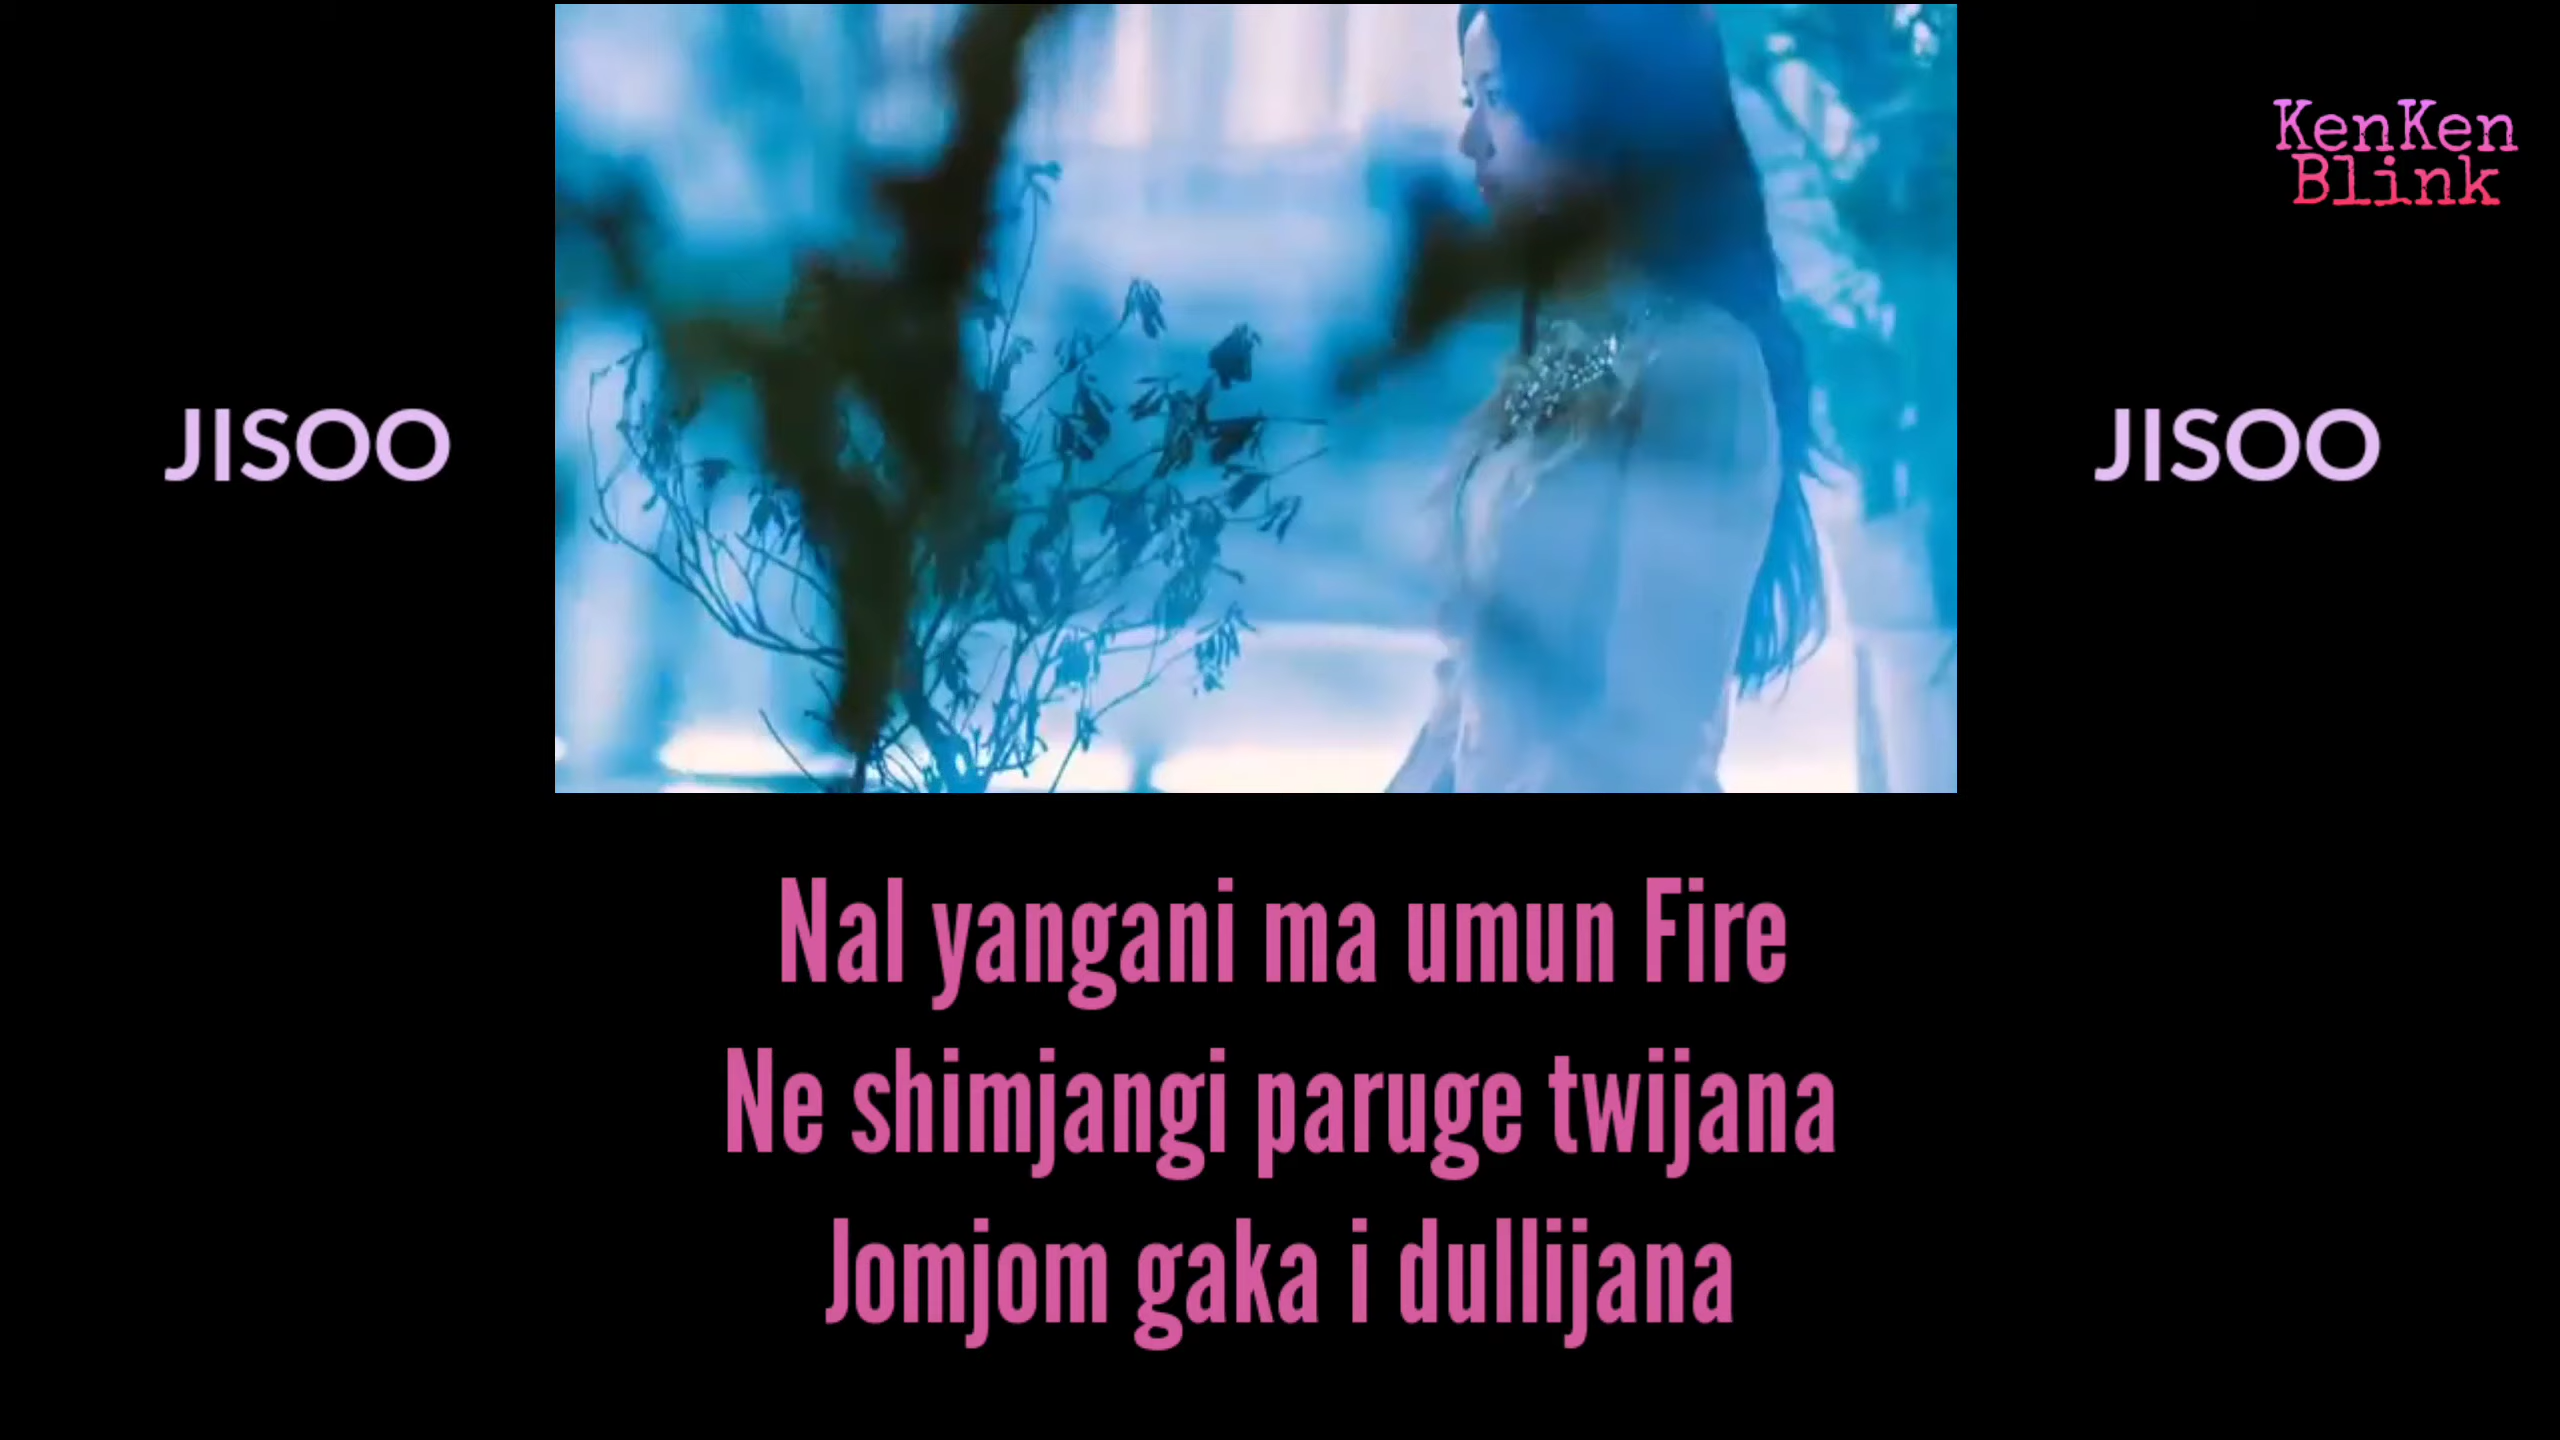 KenKen
Blink
JISOO
JISOO
Nal yangani ma umun Fire
Ne shimjangi paruge twijana
Jomjom gaka i dullijana